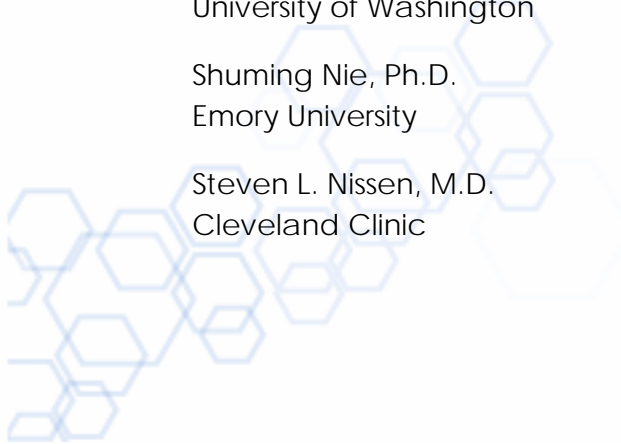 University of Washington
Shuming Nie, Ph.D.
Emory University
Steven L. Nissen, M.D.
Cleveland Clinic